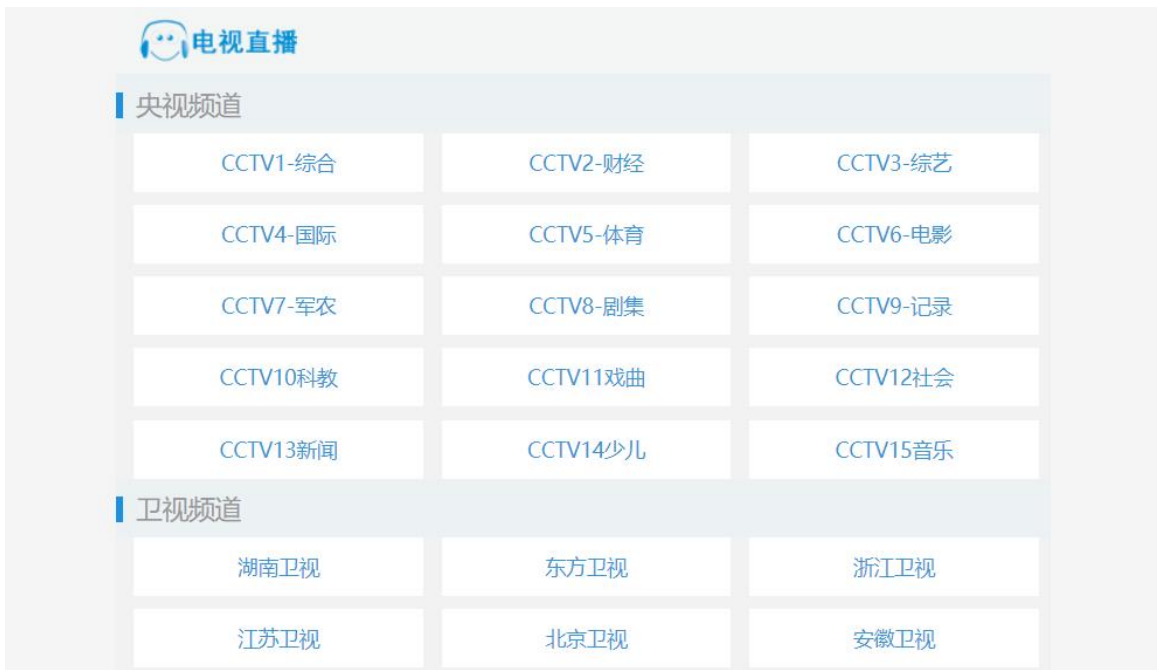 电视直播
央视频道
CCTV1-综合 CCTV2-财经 CCTV3-综艺
CCTV4-国际 CCTV5-体育 CCTV6-电影
CCTV7-军农 CCTV8-剧集 CCTV9-记录
CCTV10科教 CCTV11戏曲 CCTV12社会
CCTV13新闻 CCTV14少儿 CCTV15音乐
卫视频道
湖南卫视 东方卫视 浙江卫视
江苏卫视 北京卫视 安徽卫视